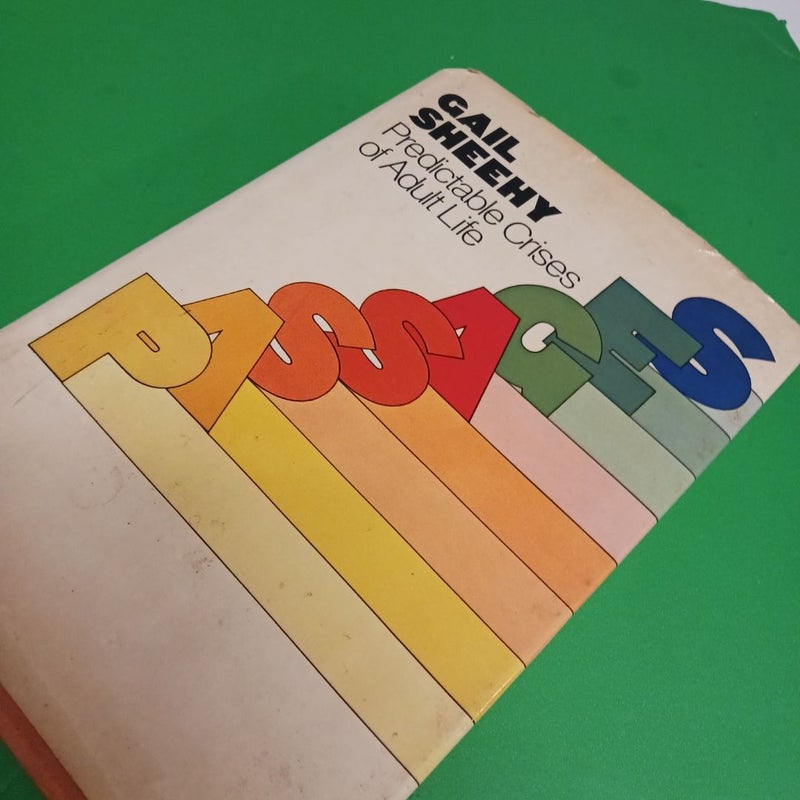 GAIL
SHEEHY
Predictable Crises
of Adult Life
PASSAGES